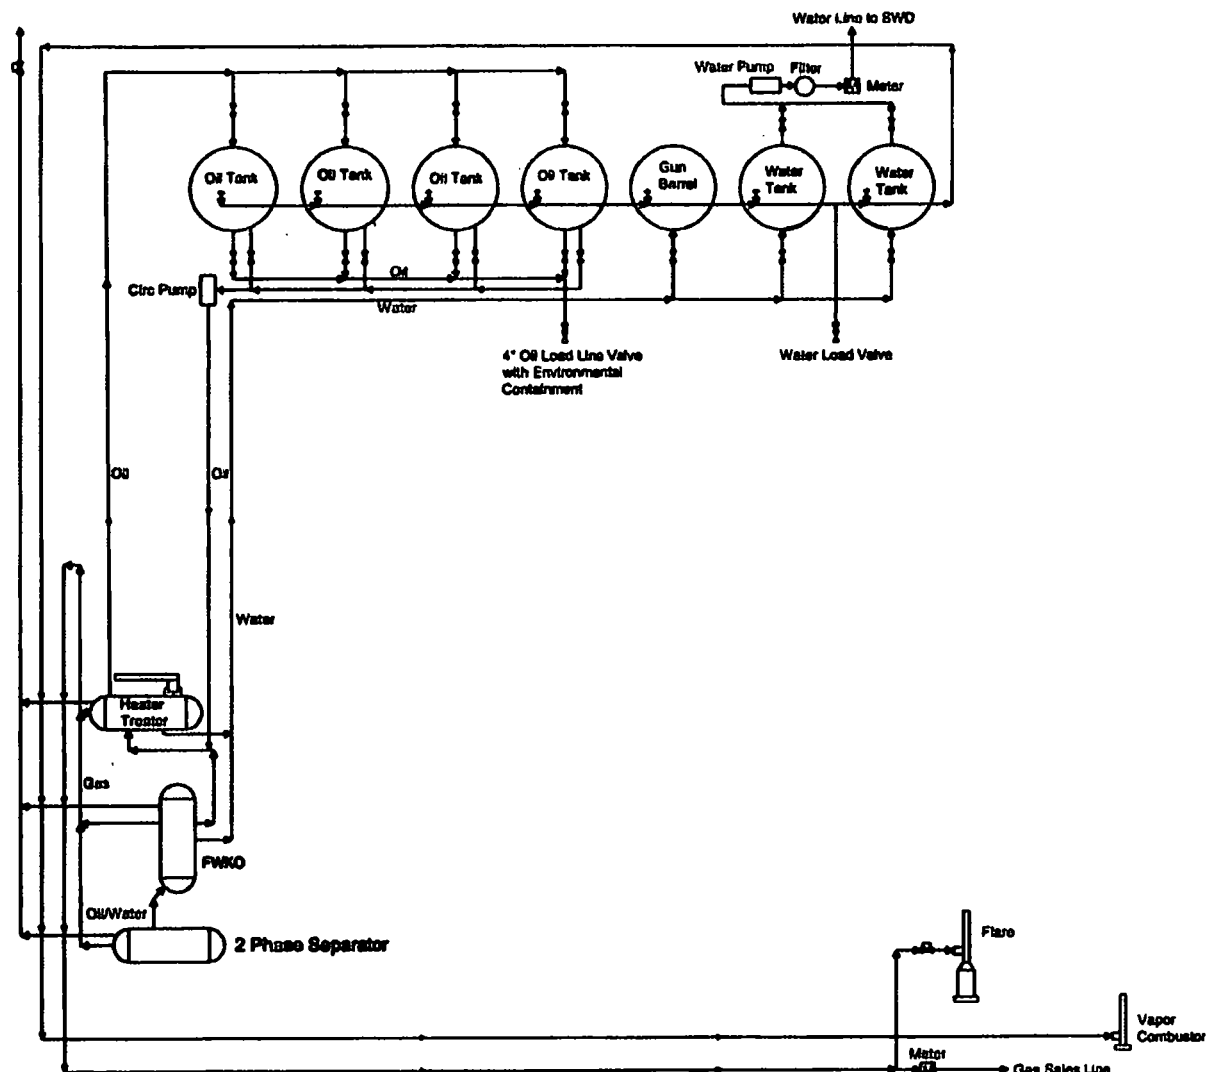 Water Line to SWD
Water Pump
Filter
Meter
Oil Tank
Oil Tank
Oil Tank
Oil Tank
Gun
Barrel
Water
Tank
Water
Tank
Oil
Circ Pump
Water
4" Oil Load Line Valve
with Environmental
Containment
Water Load Valve
Oil
Oil
Water
Heater
Treater
Gas
FWKO
Oil/Water
2 Phase Separator
Flare
Vapor
Combustor
Meter
Gas Sales Line